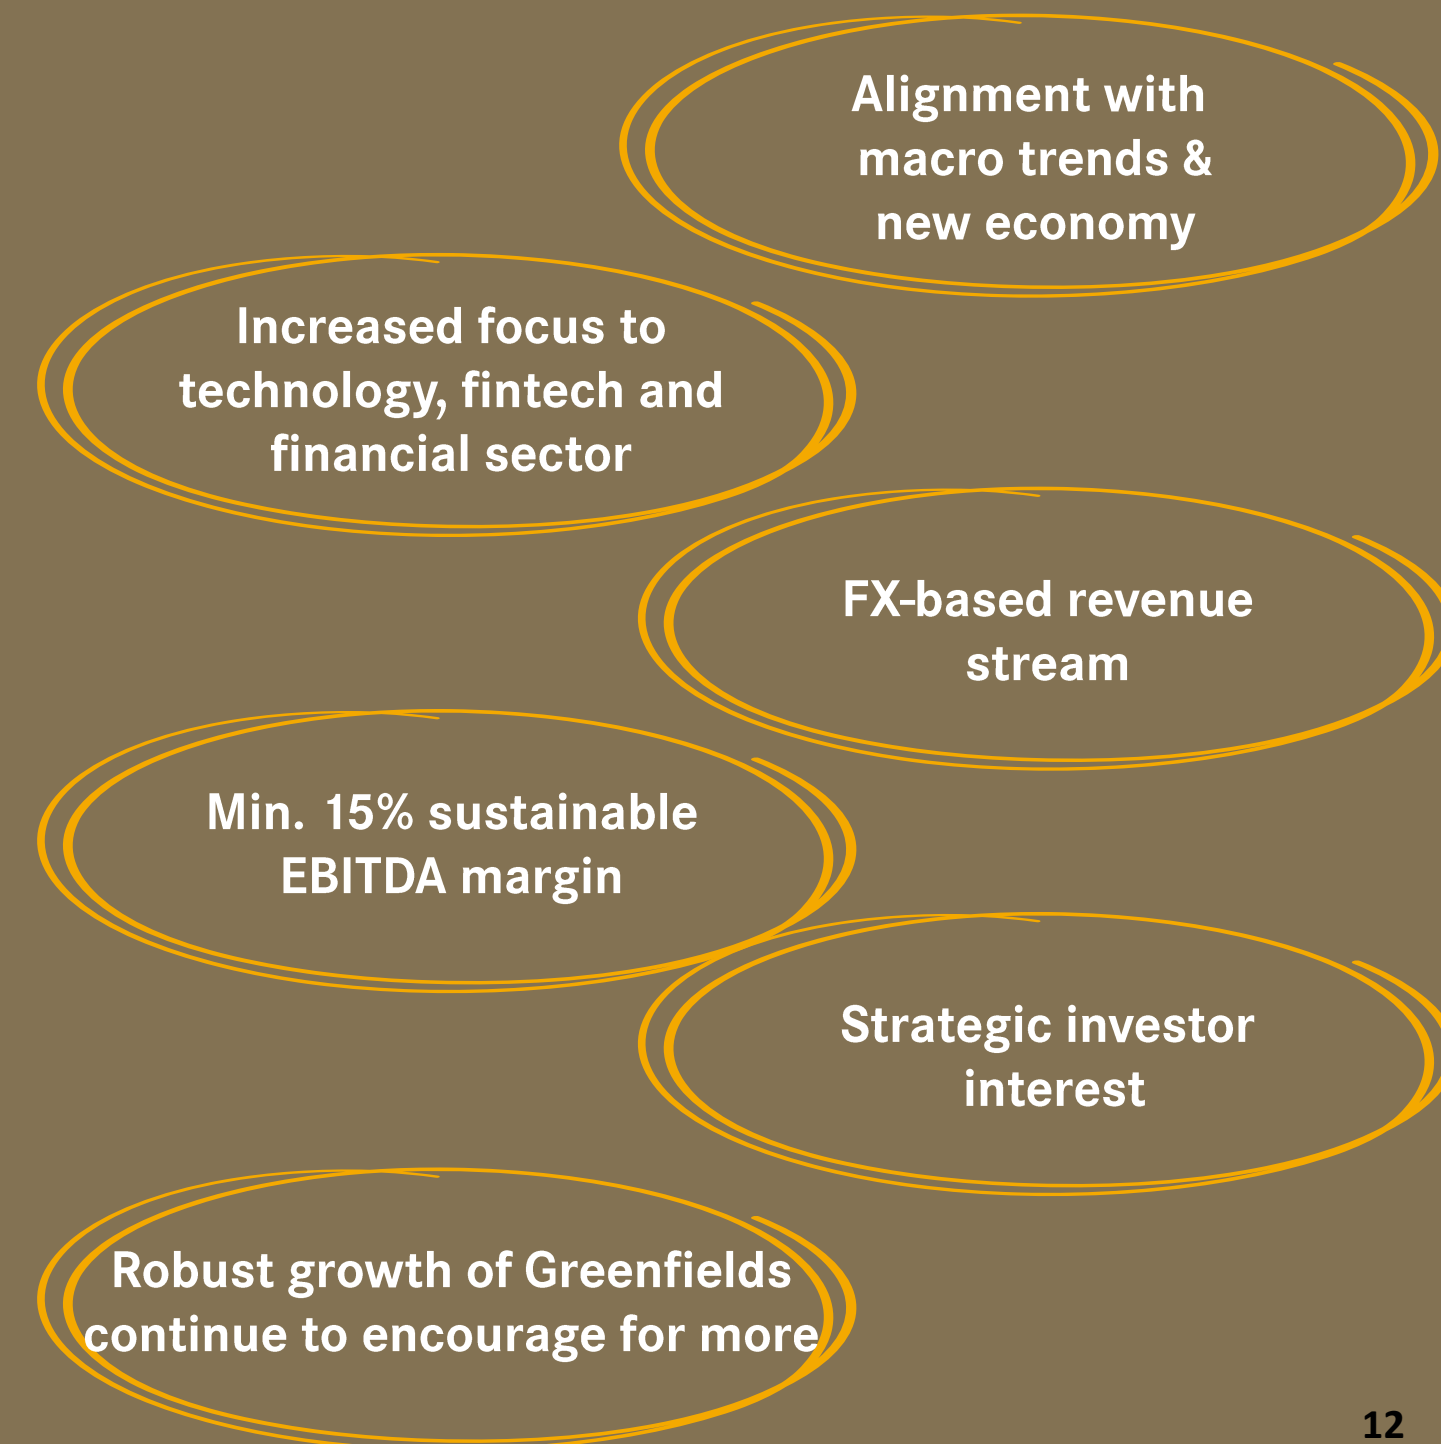 Alignment with
macro trends &
new economy
Increased focus to
technology, fintech and
financial sector
FX-based revenue
stream
Min. 15% sustainable
EBITDA margin
Strategic investor
interest
Robust growth of Greenfields
continue to encourage for more
12